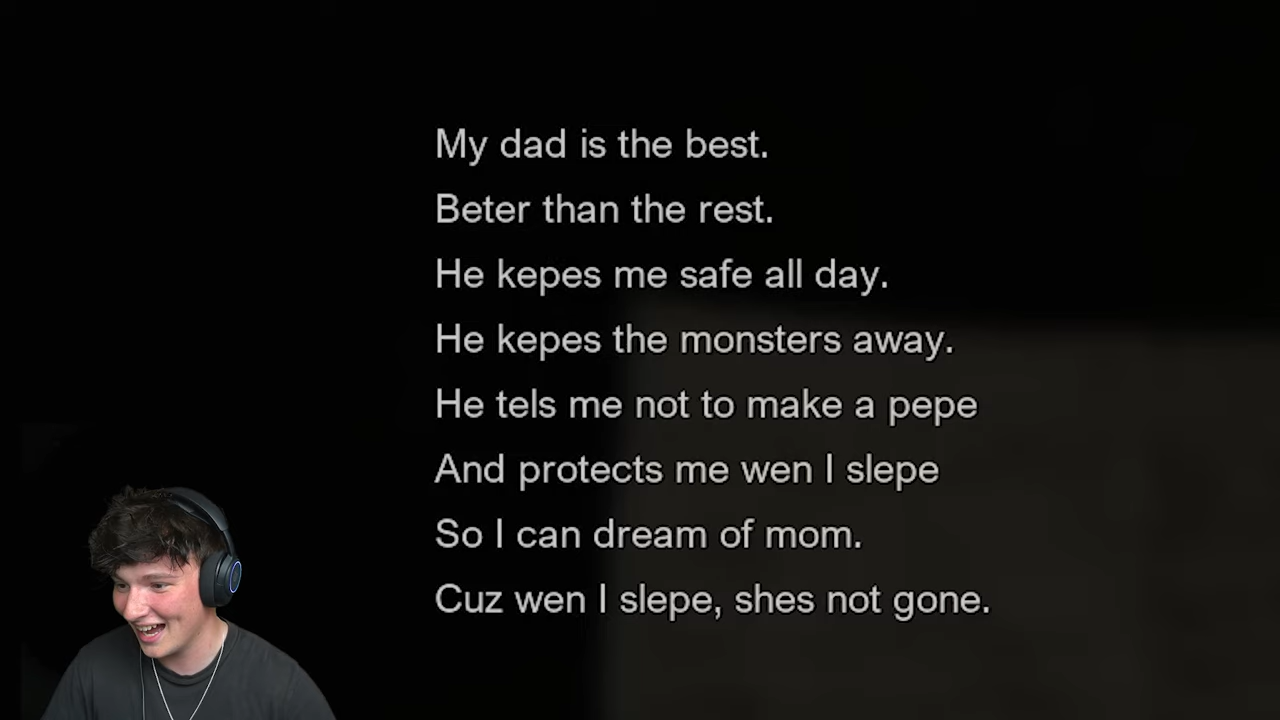 My dad is the best.
Beter than the rest.
He kepes me safe all day.
He kepes the monsters away.
He tels me not to make a pepe
And protects me wen I slepe
So I can dream of mom.
Cuz wen I slepe, shes not gone.